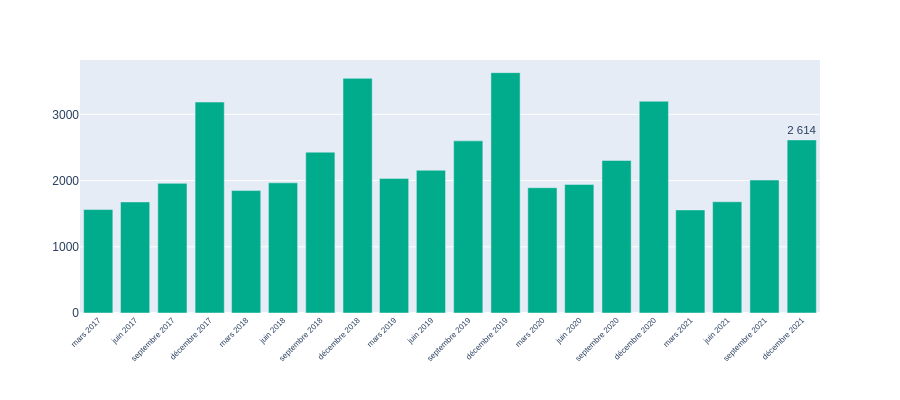 3000
2000
1000
0
2 614
mars 2017
juin 2017
septembre 2017
décembre 2017
mars 2018
juin 2018
septembre 2018
décembre 2018
mars 2019
juin 2019
septembre 2019
décembre 2019
mars 2020
juin 2020
septembre 2020
décembre 2020
mars 2021
juin 2021
septembre 2021
décembre 2021